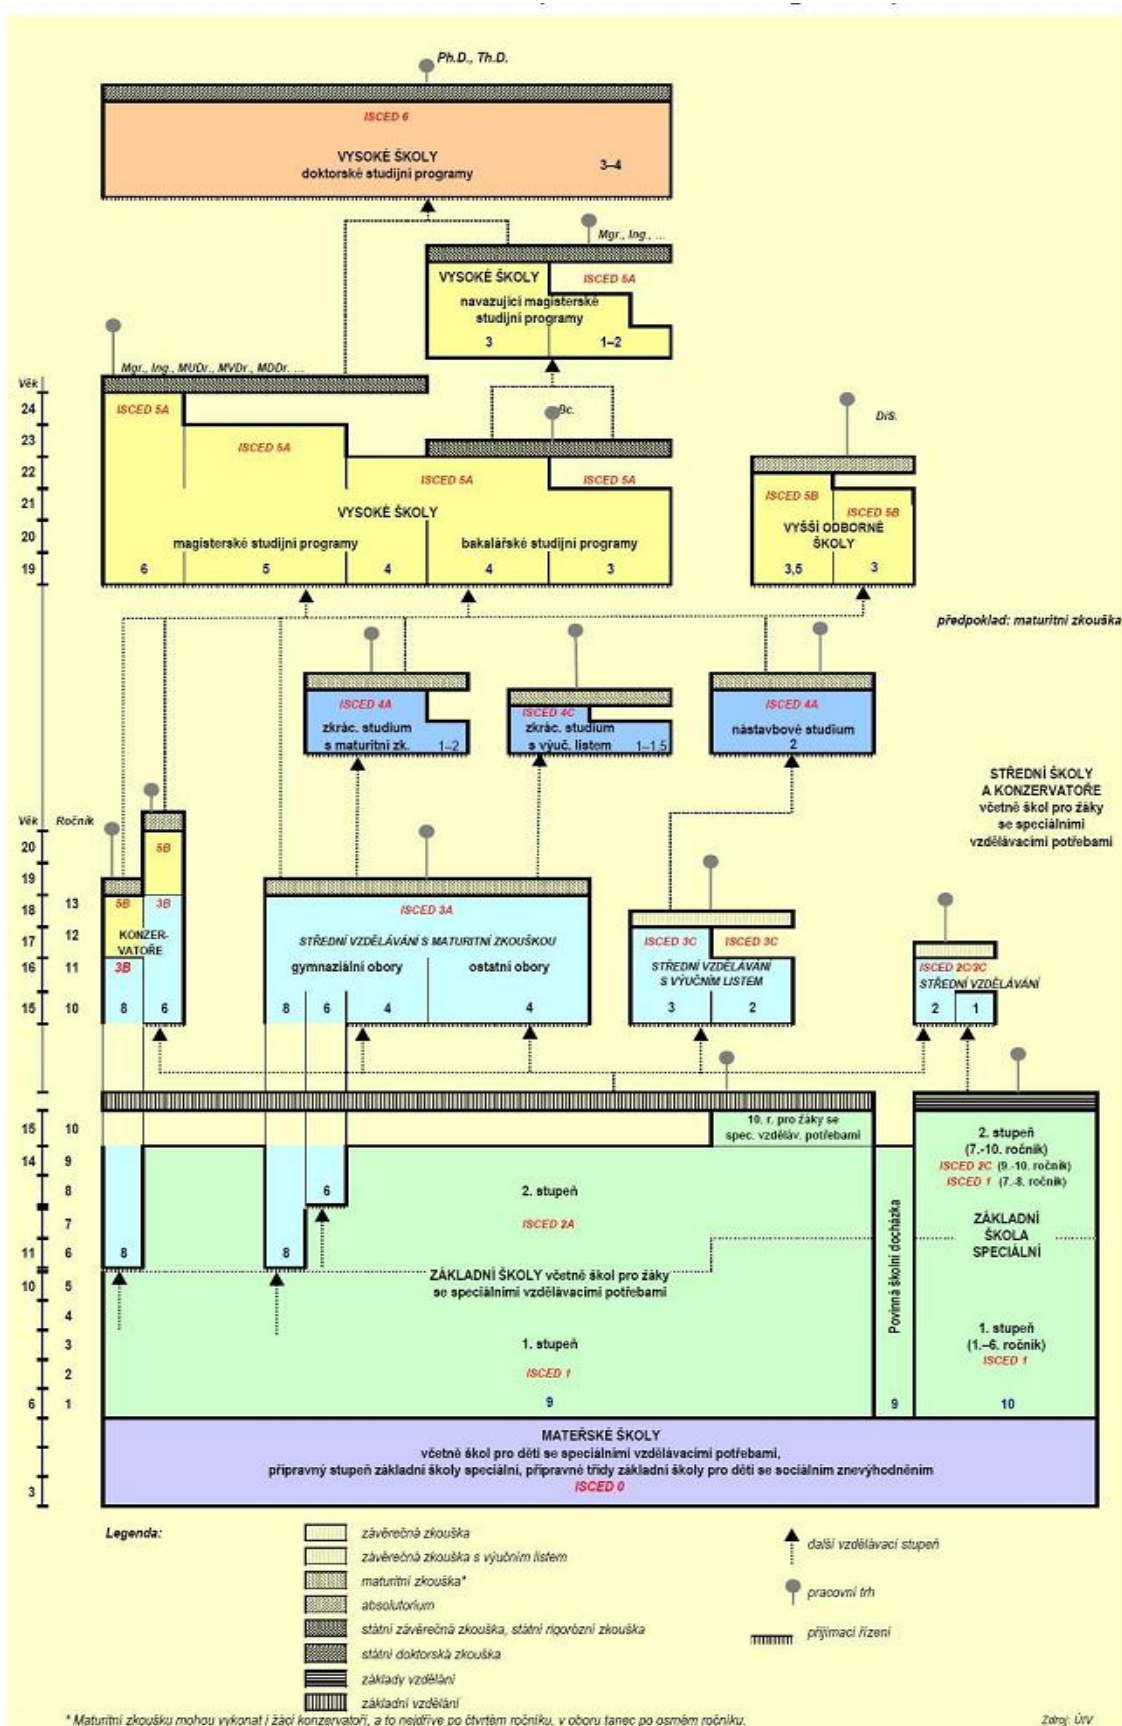 Ph.D., Th.D.
ISCED 6
VYSOKÉ ŠKOLY
doktorské studijní programy
3–4
Mgr., Ing., ...
VYSOKÉ ŠKOLY
ISCED 5A
navazující magisterské
studijní programy
3
1–2
Mgr., Ing., MUDr., MVDr., MDDr. ...
Bc.
DiS.
Věk
24
23
22
21
20
19
ISCED 5A
ISCED 5A
ISCED 5A
ISCED 5A
VYSOKÉ ŠKOLY
magisterské studijní programy
bakalářské studijní programy
6
5
4
4
3
ISCED 5B
ISCED 5B
VYŠŠÍ ODBORNÉ
ŠKOLY
3,5
3
předpoklad: maturitní zkouška
ISCED 4A
zkrác. studium
s maturitní zk.
1–2
ISCED 4C
zkrác. studium
s výuč. listem
1–1,5
ISCED 4A
nástavbové studium
2
STŘEDNÍ ŠKOLY
A KONZERVATOŘE
včetně škol pro žáky
se speciálními
vzdělávacími potřebami
Věk
Ročník
20
19
18
13
17
12
16
11
15
10
5B
5B
3B
KONZER-
VATOŘE
3B
8
6
ISCED 3A
STŘEDNÍ VZDĚLÁVÁNÍ S MATURITNÍ ZKOUŠKOU
gymnaziální obory
ostatní obory
8
6
4
4
ISCED 3C
ISCED 3C
STŘEDNÍ VZDĚLÁVÁNÍ
S VÝUČNÍM LISTEM
3
2
ISCED 2C/3C
STŘEDNÍ VZDĚLÁVÁNÍ
2
1
15
10
14
9
8
7
11
6
10
5
4
3
2
6
1
3
10. r. pro žáky se
spec. vzděláv. potřebami
8
8
6
2. stupeň
ISCED 2A
ZÁKLADNÍ ŠKOLY včetně škol pro žáky
se speciálními vzdělávacími potřebami
1. stupeň
ISCED 1
9
Povinná školní docházka
9
2. stupeň
(7.-10. ročník)
ISCED 2C (9.-10. ročník)
ISCED 1 (7.-8. ročník)
ZÁKLADNÍ
ŠKOLA
SPECIÁLNÍ
1. stupeň
(1.–6. ročník)
ISCED 1
10
MATEŘSKÉ ŠKOLY
včetně škol pro děti se speciálními vzdělávacími potřebami,
přípravný stupeň základní školy speciální, přípravné třídy základní školy pro děti se sociálním znevýhodněním
ISCED 0
Legenda:
závěrečná zkouška
závěrečná zkouška s výučním listem
maturitní zkouška*
absolutorium
státní závěrečná zkouška, státní rigorózní zkouška
státní doktorská zkouška
základy vzdělání
základní vzdělání
další vzdělávací stupeň
pracovní trh
přijímací řízení
* Maturitní zkoušku mohou vykonat i žáci konzervatoří, a to nejdříve po čtvrtém ročníku, v oboru tanec po osmém ročníku.
Zdroj: ÚIV